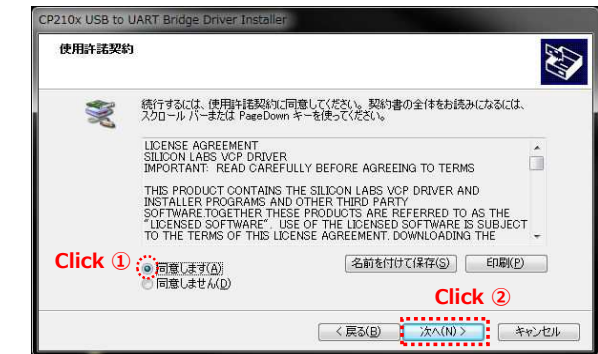 CP210x USB to UART Bridge Driver Installer
使用許諾契約
続行するには、使用許諾契約に同意してください。契約書の全体をお読みになるには、
スクロール バーまたは PageDown キーを使ってください。
LICENSE AGREEMENT
SILICON LABS VCP DRIVER
IMPORTANT: READ CAREFULLY BEFORE AGREEING TO TERMS
THIS PRODUCT CONTAINS THE SILICON LABS VCP DRIVER AND
INSTALLER PROGRAMS AND OTHER THIRD PARTY
SOFTWARE.TOGETHER THESE PRODUCTS ARE REFERRED TO AS THE
"LICENSED SOFTWARE". USE OF THE LICENSED SOFTWARE IS SUBJECT
TO THE TERMS OF THIS LICENSE AGREEMENT. DOWNLOADING THE
Click ①
同意します(A)
名前を付けて保存(S)
印刷(P)
同意しません(D)
Click ②
< 戻る(B)
次へ(N) >
キャンセル